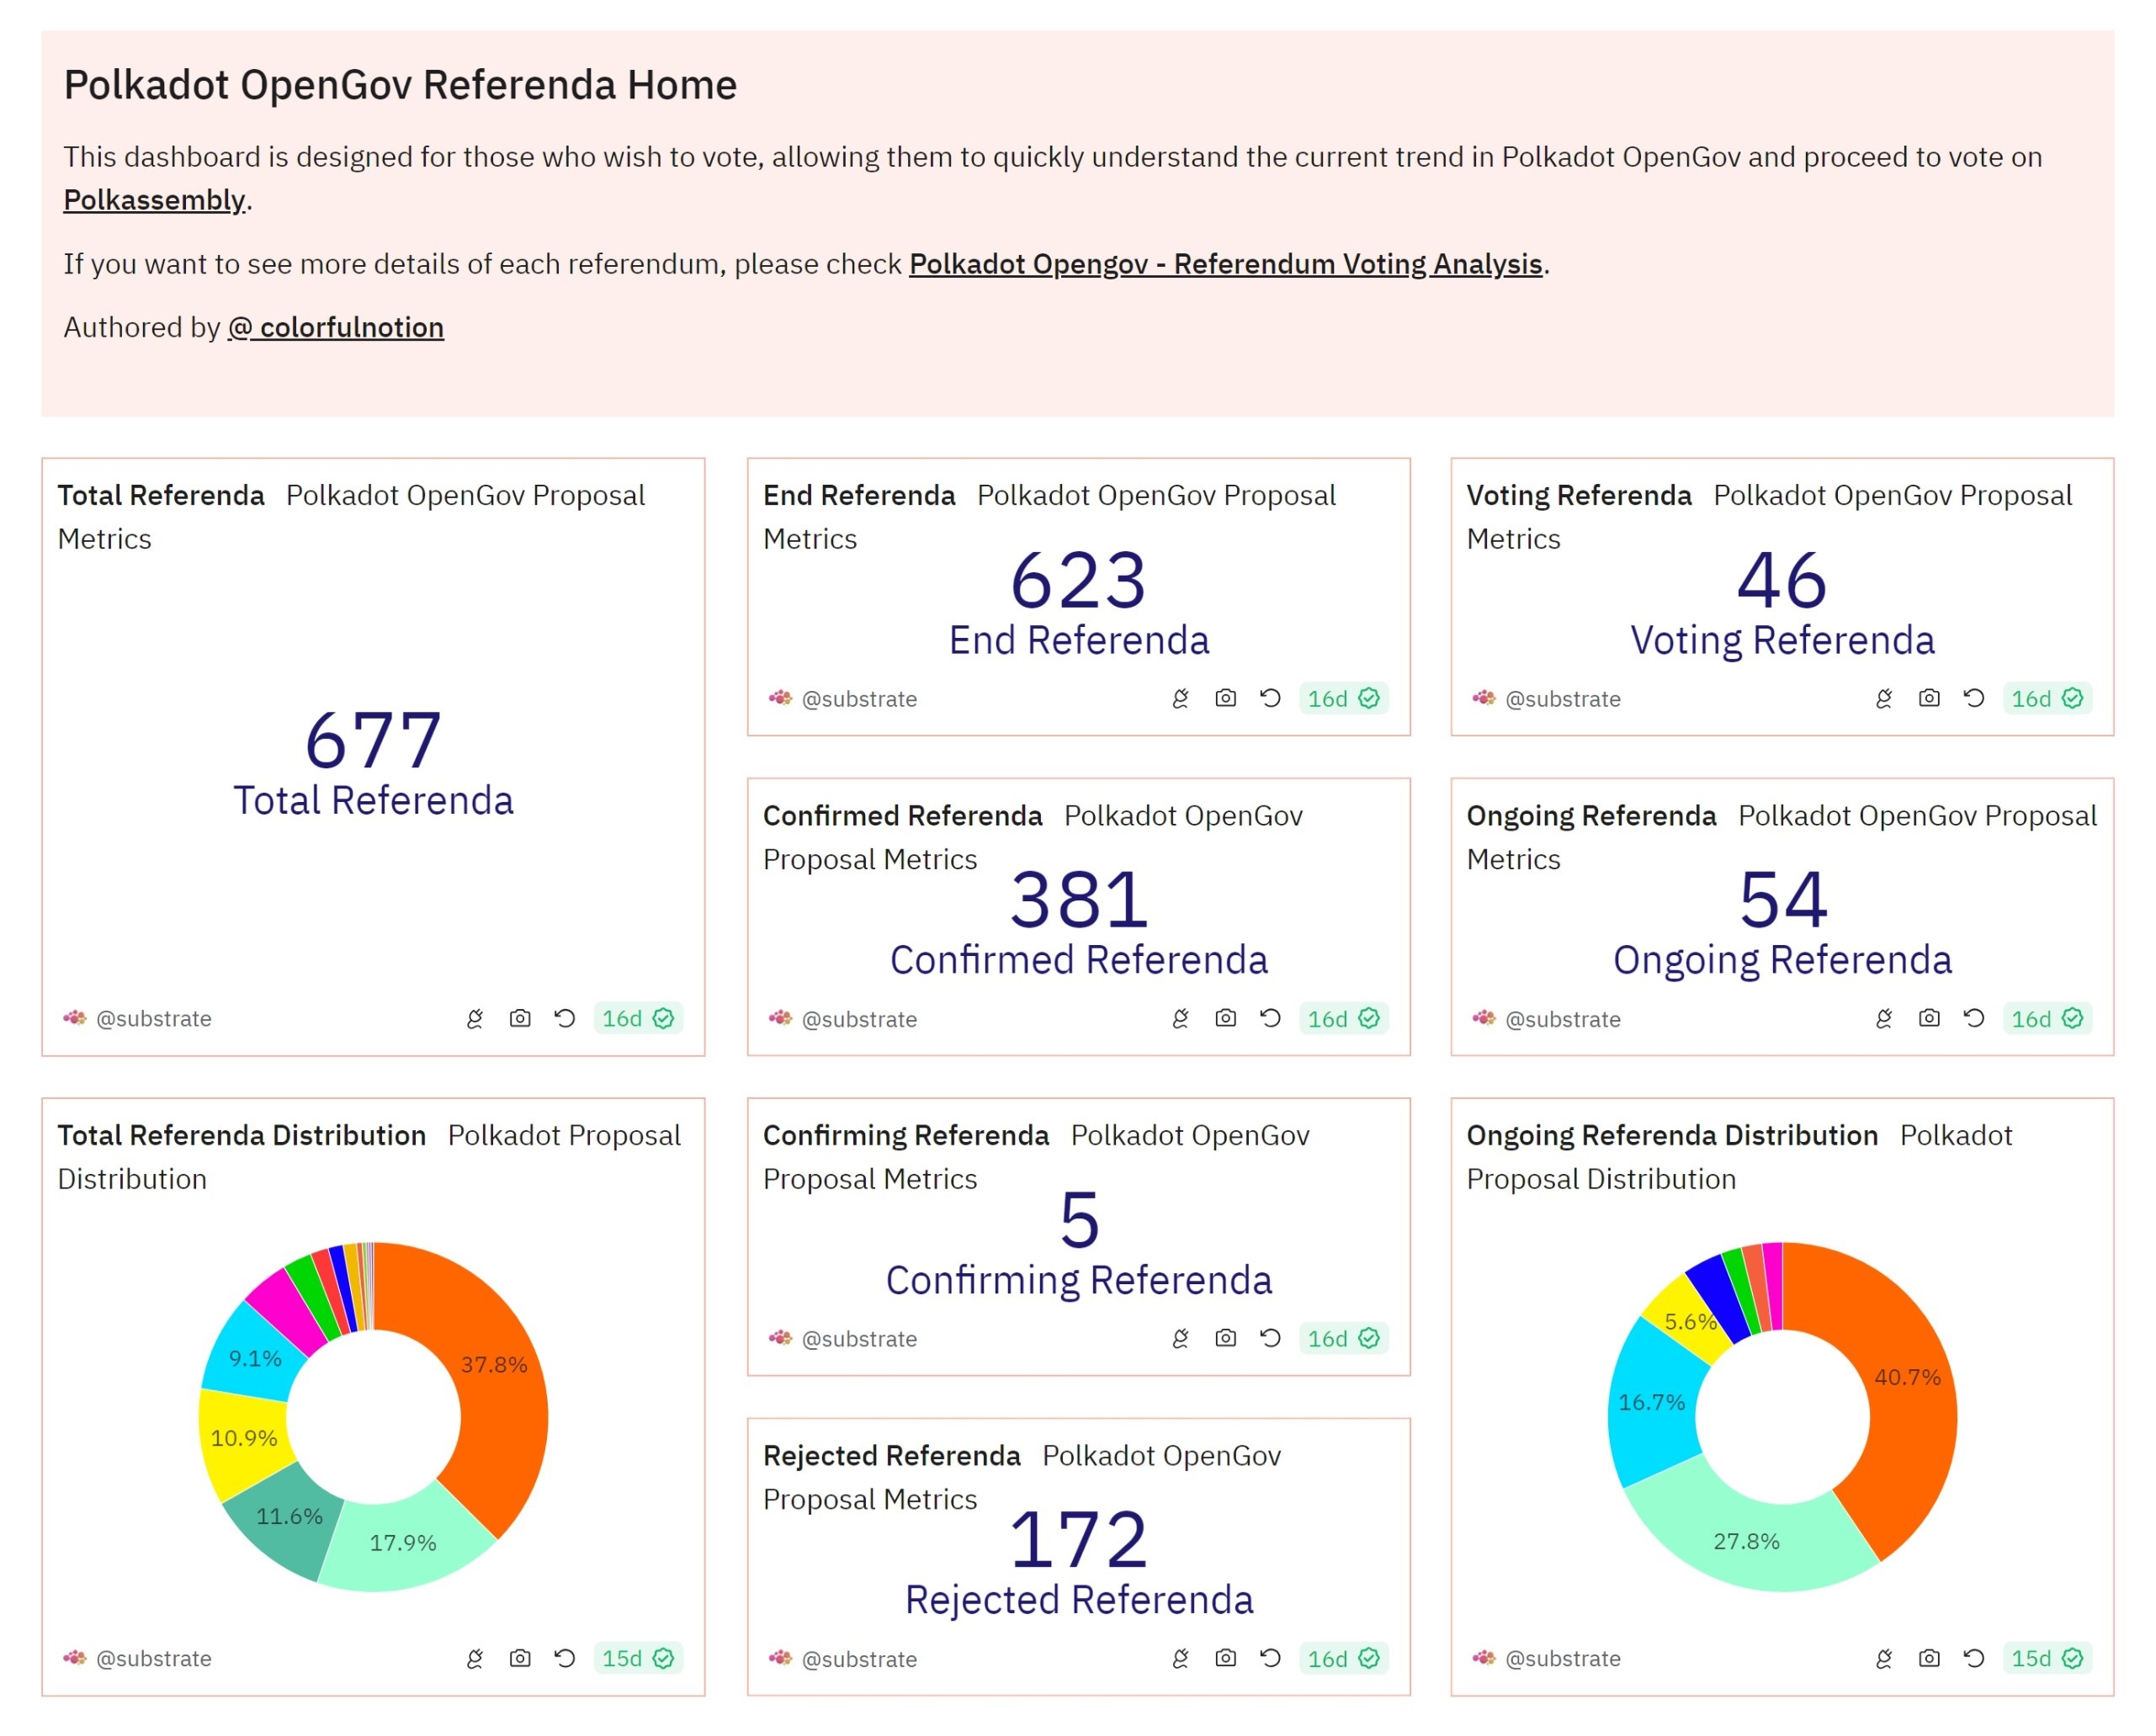 Polkadot OpenGov Referenda Home
This dashboard is designed for those who wish to vote, allowing them to quickly understand the current trend in Polkadot OpenGov and proceed to vote on
Polkassembly.
If you want to see more details of each referendum, please check Polkadot Opengov - Referendum Voting Analysis.
Authored by @ colorfulnotion
Total Referenda Polkadot OpenGov Proposal
Metrics
677
Total Referenda
@substrate 16d
End Referenda Polkadot OpenGov Proposal
Metrics
623
End Referenda
@substrate 16d
Voting Referenda Polkadot OpenGov Proposal
Metrics
46
Voting Referenda
@substrate 16d
Confirmed Referenda Polkadot OpenGov
Proposal Metrics
381
Confirmed Referenda
@substrate 16d
Ongoing Referenda Polkadot OpenGov Proposal
Metrics
54
Ongoing Referenda
@substrate 16d
Total Referenda Distribution Polkadot Proposal
Distribution
37.8%
17.9%
11.6%
10.9%
9.1%
@substrate 15d
Confirming Referenda Polkadot OpenGov
Proposal Metrics
5
Confirming Referenda
@substrate 16d
Rejected Referenda Polkadot OpenGov
Proposal Metrics
172
Rejected Referenda
@substrate 16d
Ongoing Referenda Distribution Polkadot
Proposal Distribution
40.7%
27.8%
16.7%
5.6%
@substrate 15d